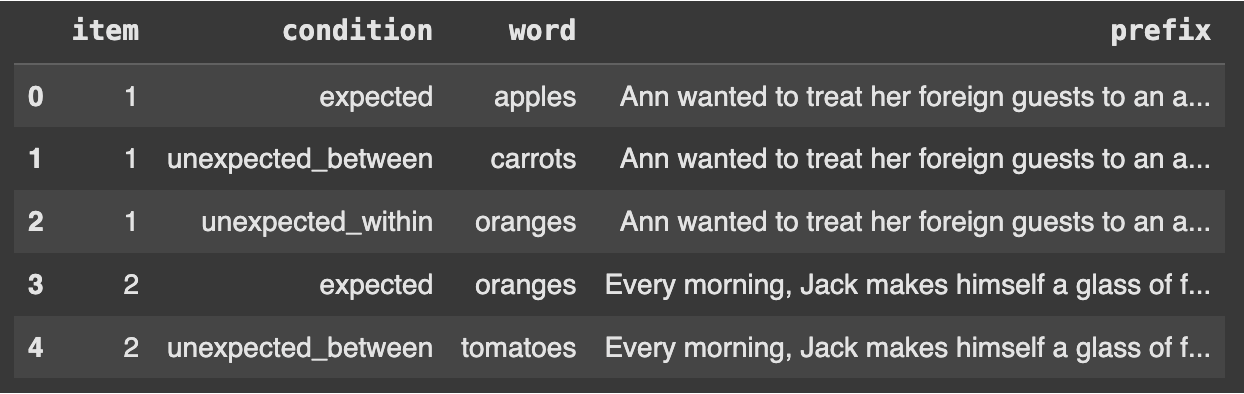 item condition word prefix
0 1 expected apples Ann wanted to treat her foreign guests to an a...
1 1 unexpected_between carrots Ann wanted to treat her foreign guests to an a...
2 1 unexpected_within oranges Ann wanted to treat her foreign guests to an a...
3 2 expected oranges Every morning, Jack makes himself a glass of f...
4 2 unexpected_between tomatoes Every morning, Jack makes himself a glass of f...